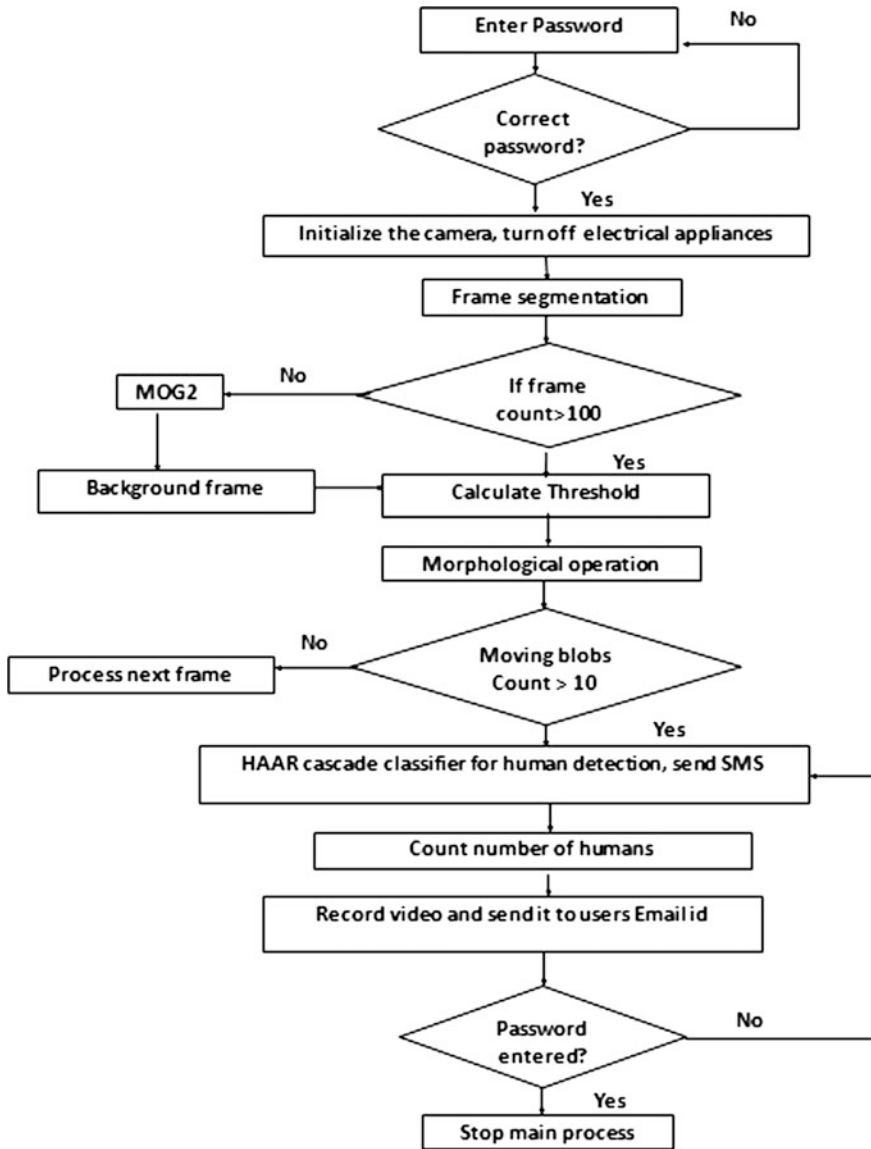 Enter Password
No
Correct
password?
Yes
Initialize the camera, turn off electrical appliances
Frame segmentation
No
MOG2
If frame
count>100
Yes
Background frame
Calculate Threshold
Morphological operation
No
Moving blobs
Count > 10
Process next frame
Yes
HAAR cascade classifier for human detection, send SMS
Count number of humans
Record video and send it to users Email id
Password
entered?
No
Yes
Stop main process